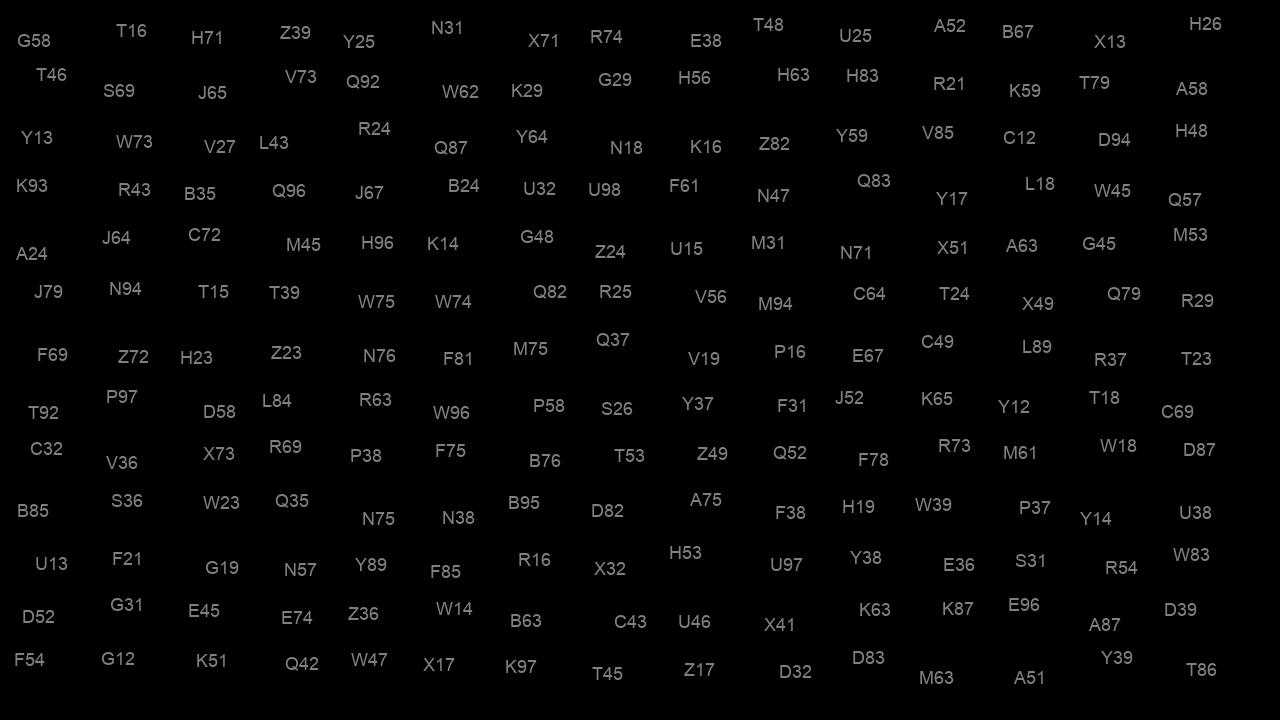 G58 T16 H71 Z39 Y25 N31 X71 R74 E38 T48 U25 A52 B67 X13 H26
T46 S69 J65 V73 Q92 W62 K29 G29 H56 H63 H83 R21 K59 T79 A58
Y13 W73 V27 L43 R24 Q87 Y64 N18 K16 Z82 Y59 V85 C12 D94 H48
K93 R43 B35 Q96 J67 B24 U32 U98 F61 N47 Q83 Y17 L18 W45 Q57
A24 J64 C72 M45 H96 K14 G48 Z24 U15 M31 N71 X51 A63 G45 M53
J79 N94 T15 T39 W75 W74 Q82 R25 V56 M94 C64 T24 X49 Q79 R29
F69 Z72 H23 Z23 N76 F81 M75 Q37 V19 P16 E67 C49 L89 R37 T23
T92 P97 D58 L84 R63 W96 P58 S26 Y37 F31 J52 K65 Y12 T18 C69
C32 V36 X73 R69 P38 F75 B76 T53 Z49 Q52 F78 R73 M61 W18 D87
B85 S36 W23 Q35 N75 N38 B95 D82 A75 F38 H19 W39 P37 Y14 U38
U13 F21 G19 N57 Y89 F85 R16 X32 H53 U97 Y38 E36 S31 R54 W83
D52 G31 E45 E74 Z36 W14 B63 C43 U46 X41 K63 K87 E96 A87 D39
F54 G12 K51 Q42 W47 X17 K97 T45 Z17 D32 D83 M63 A51 Y39 T86